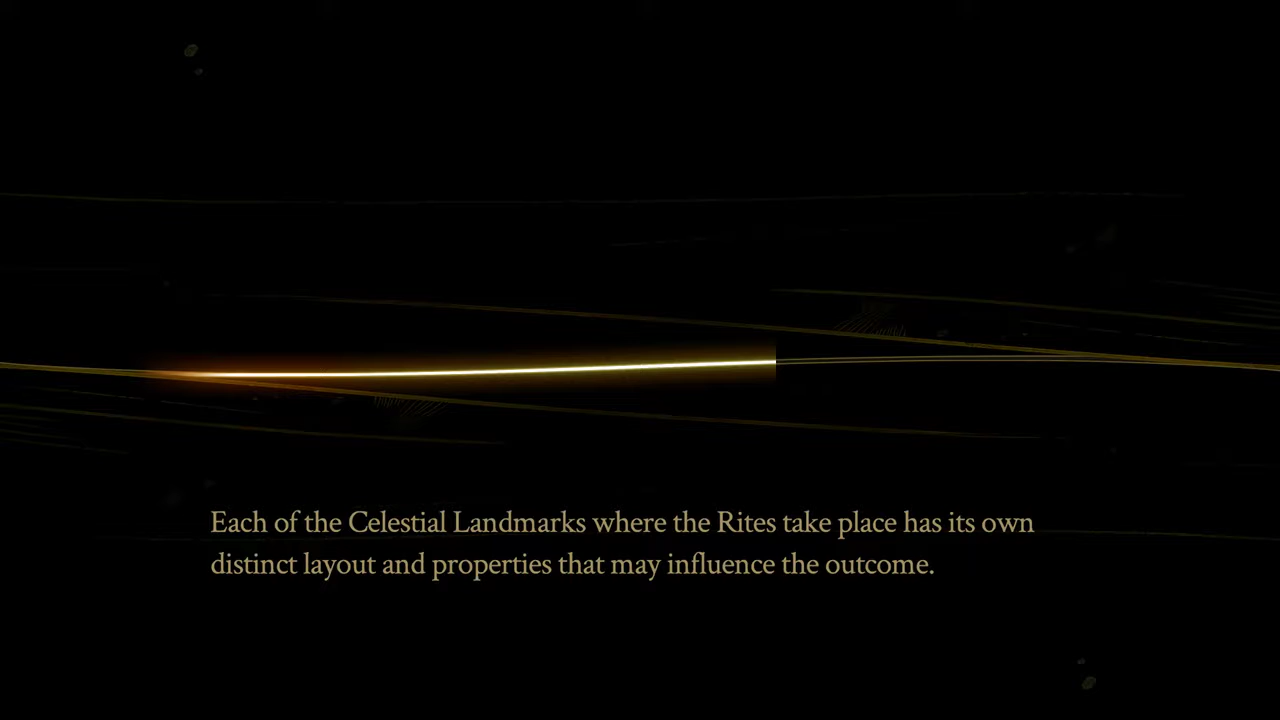 Each of the Celestial Landmarks where the Rites take place has its own
distinct layout and properties that may influence the outcome.